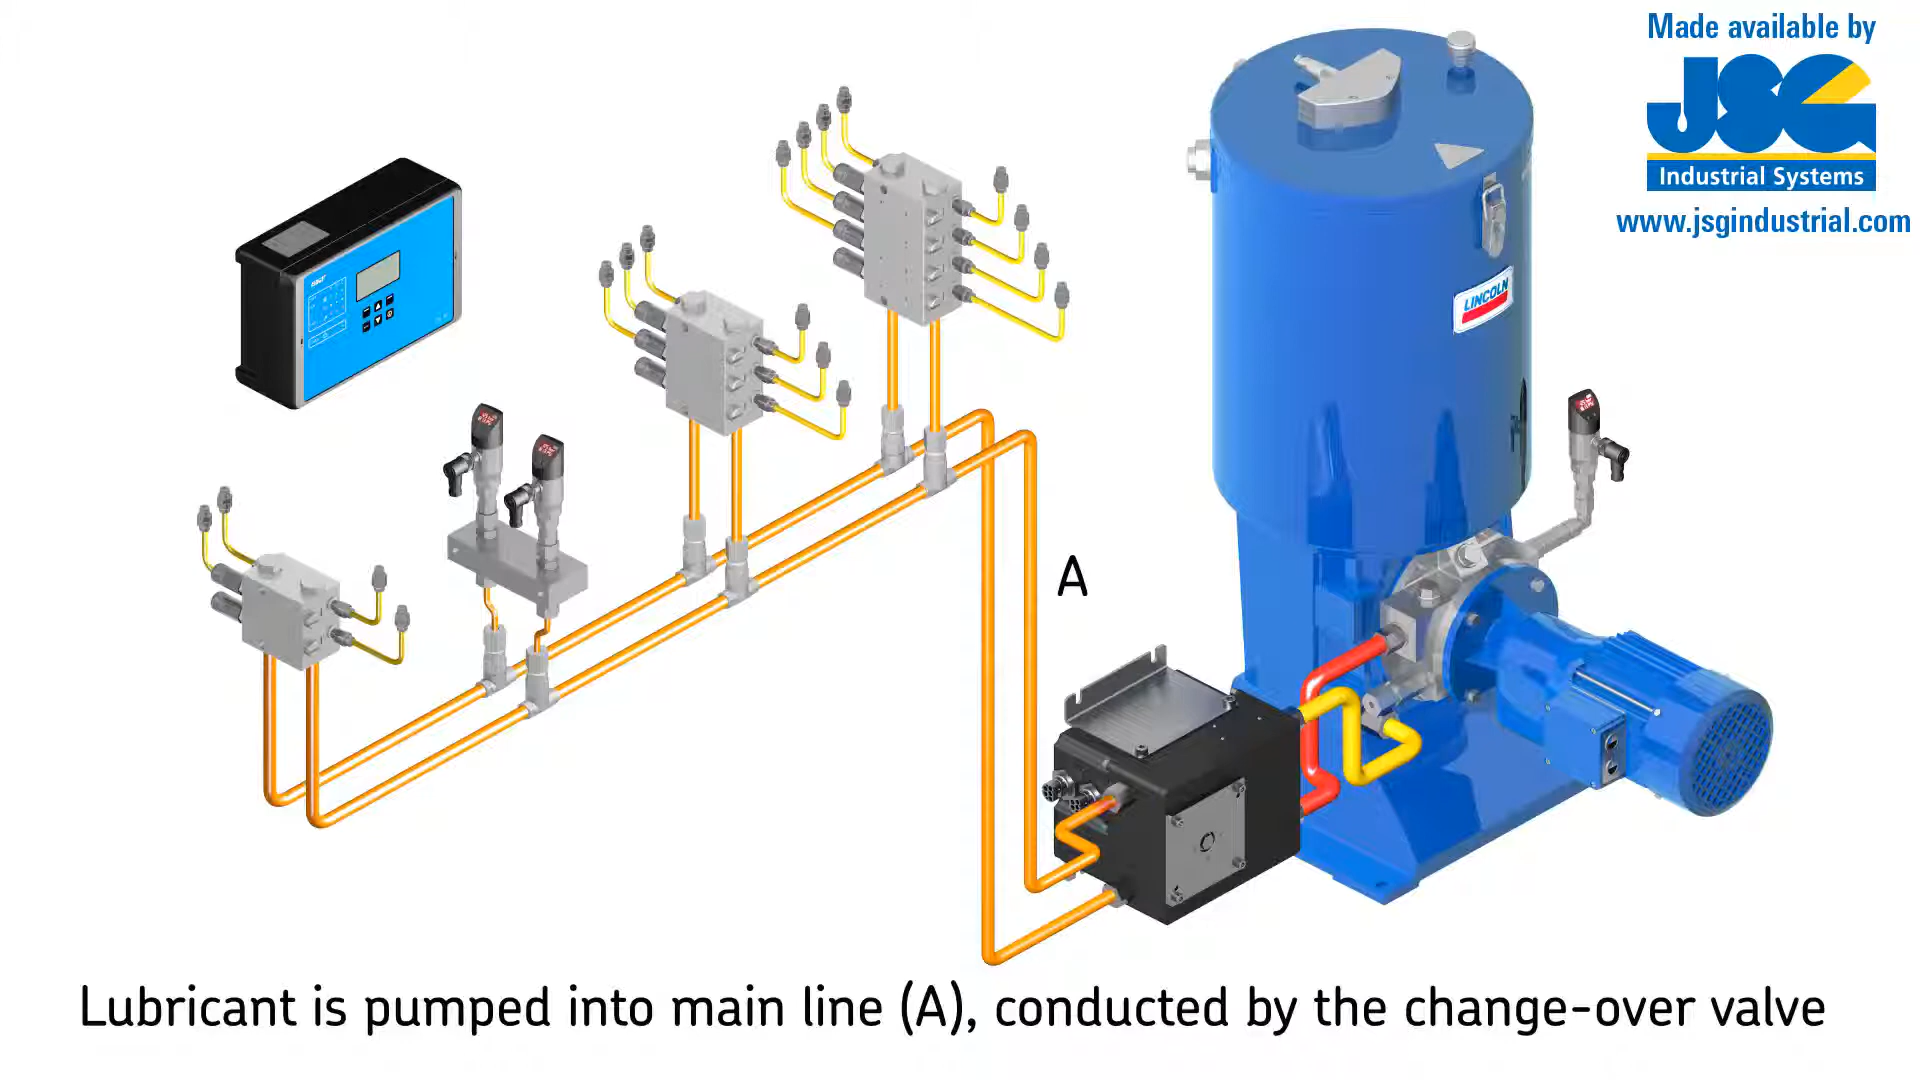 Made available by
JSG
Industrial Systems
www.jsgindustrial.com
LINCOLN
A
Lubricant is pumped into main line (A), conducted by the change-over valve